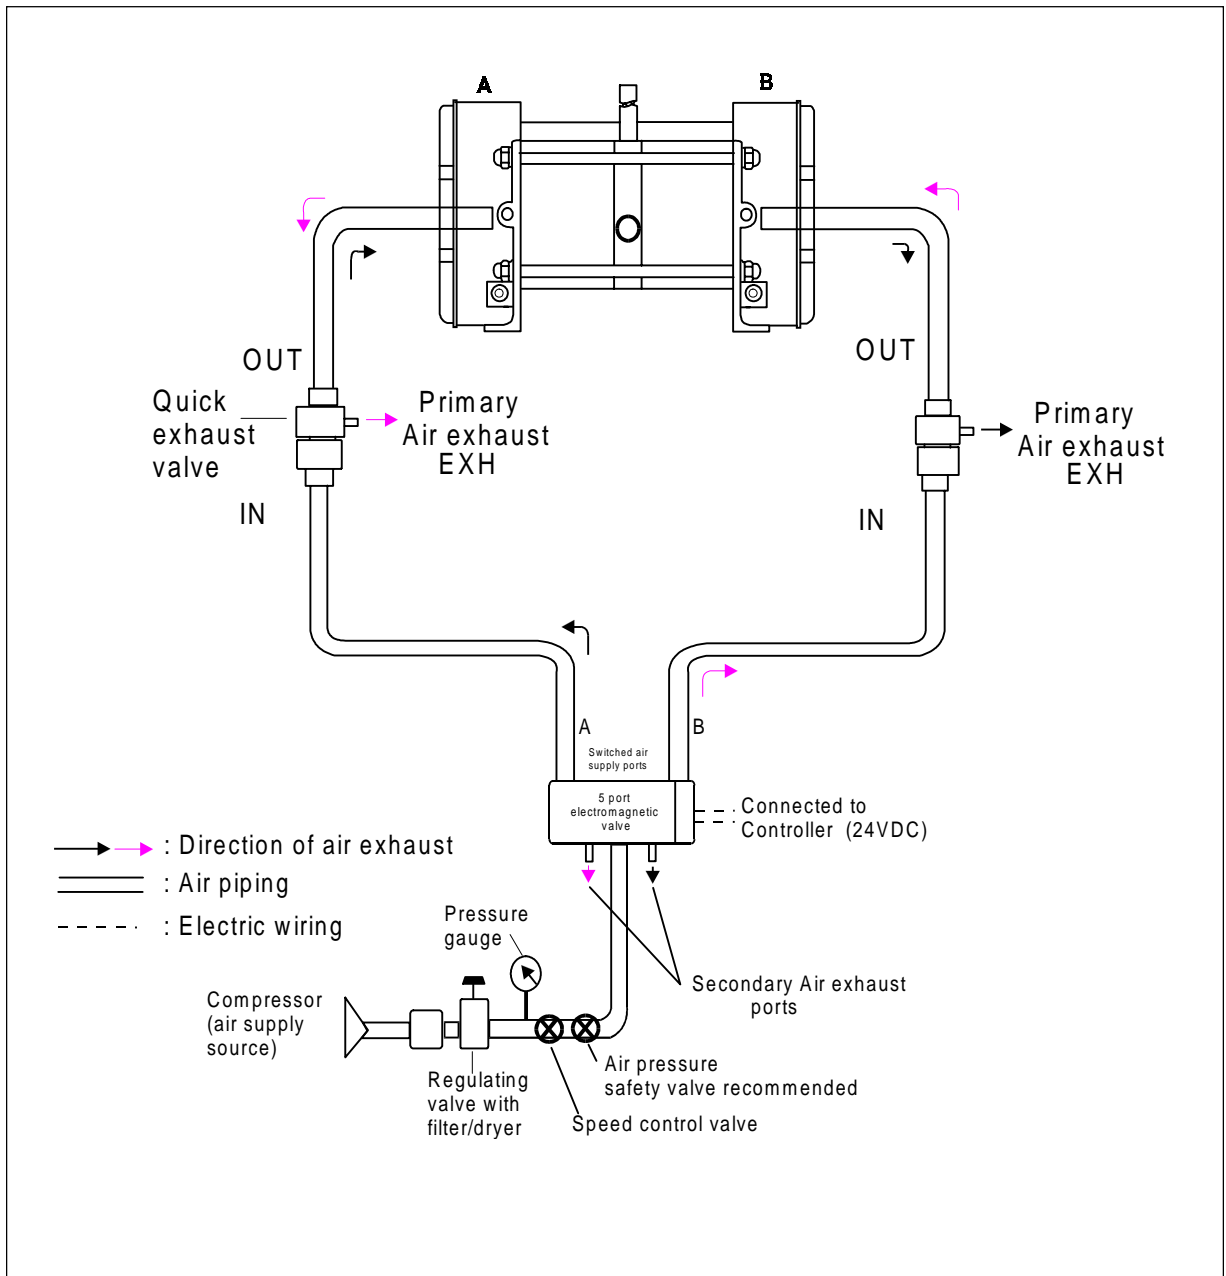 A
B
OUT
OUT
Quick
exhaust
valve
Primary
Air exhaust
EXH
Primary
Air exhaust
EXH
IN
IN
A
B
Switched air
supply ports
5 port
electromagnetic
valve
Connected to
Controller (24VDC)
: Direction of air exhaust
: Air piping
: Electric wiring
Pressure
gauge
Secondary Air exhaust
ports
Compressor
(air supply
source)
Air pressure
safety valve recommended
Regulating
valve with
filter/dryer
Speed control valve